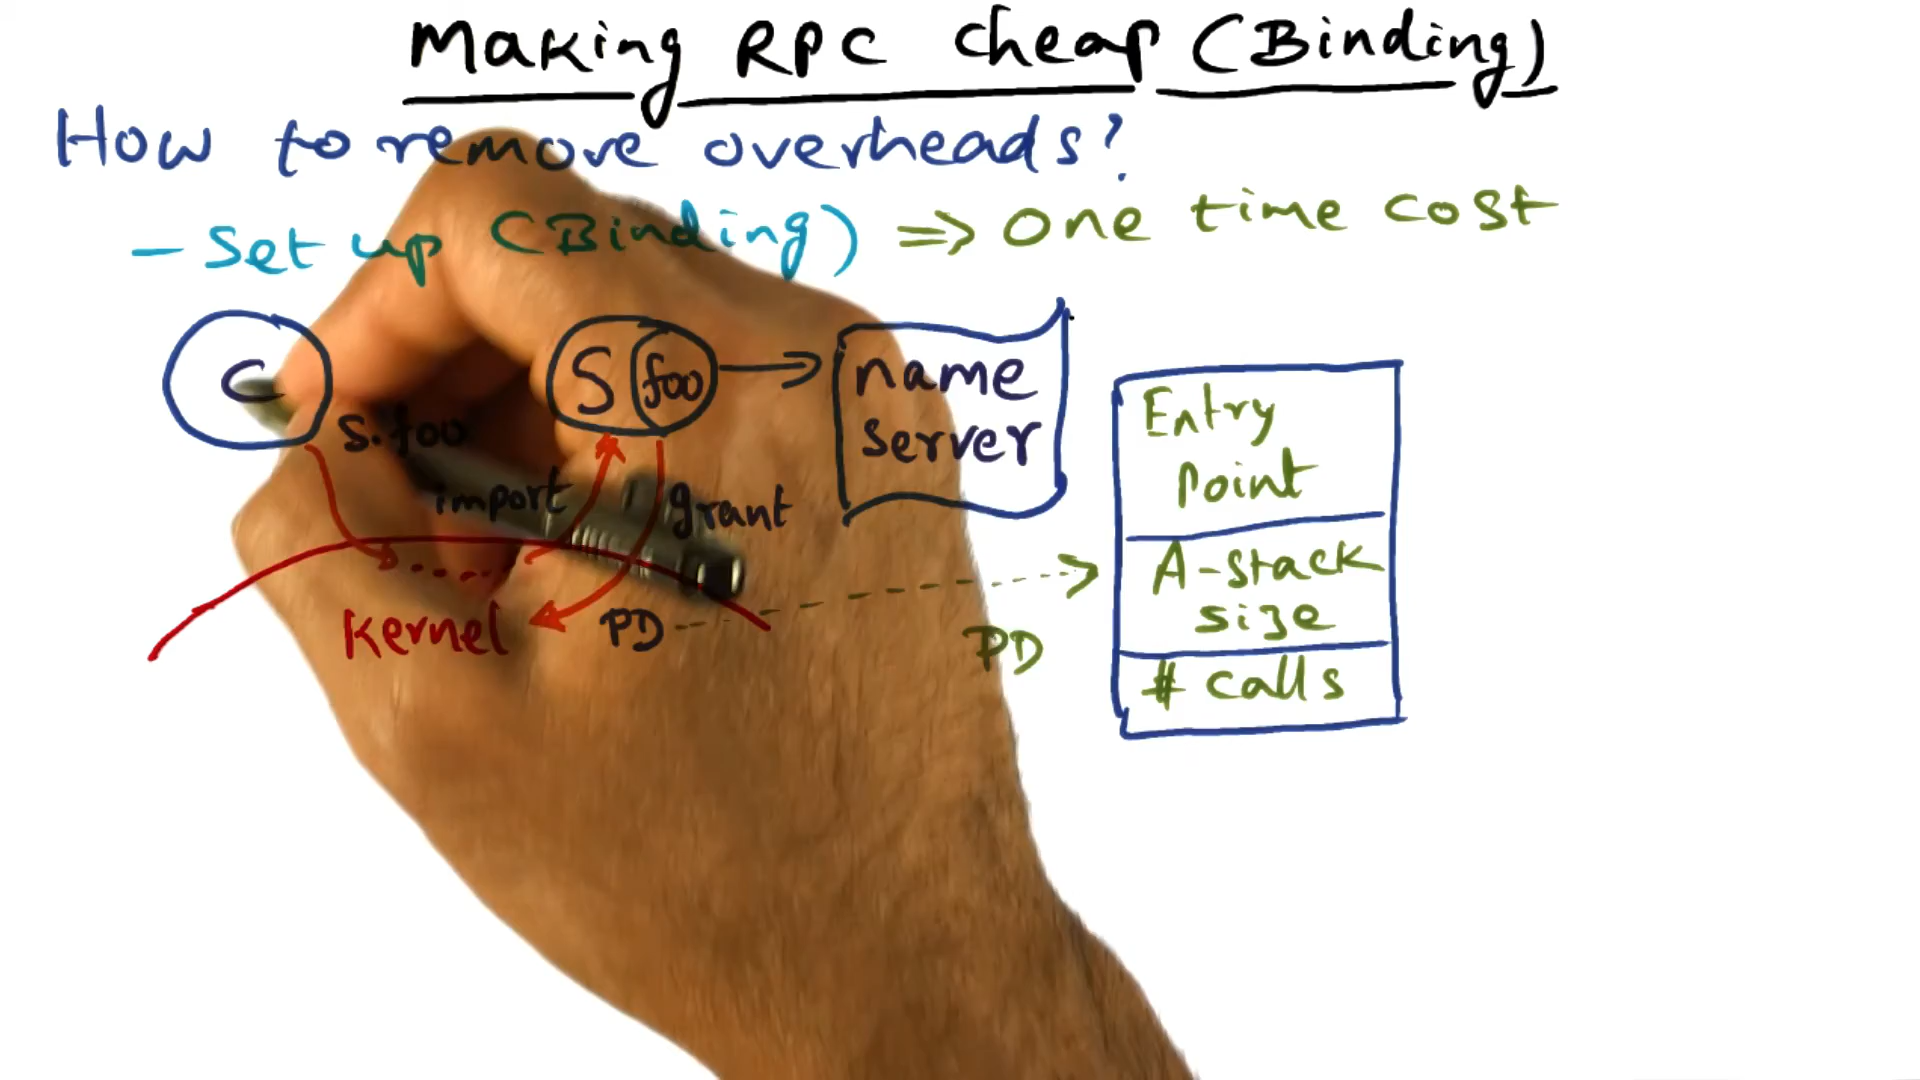 Making RPC cheap (Binding)
How to remove overheads?
- Set up (Binding) => one time cost
C
S foo
name
server
S.foo
import
grant
Kernel
PD
PD
Entry
Point
A-stack
size
# calls